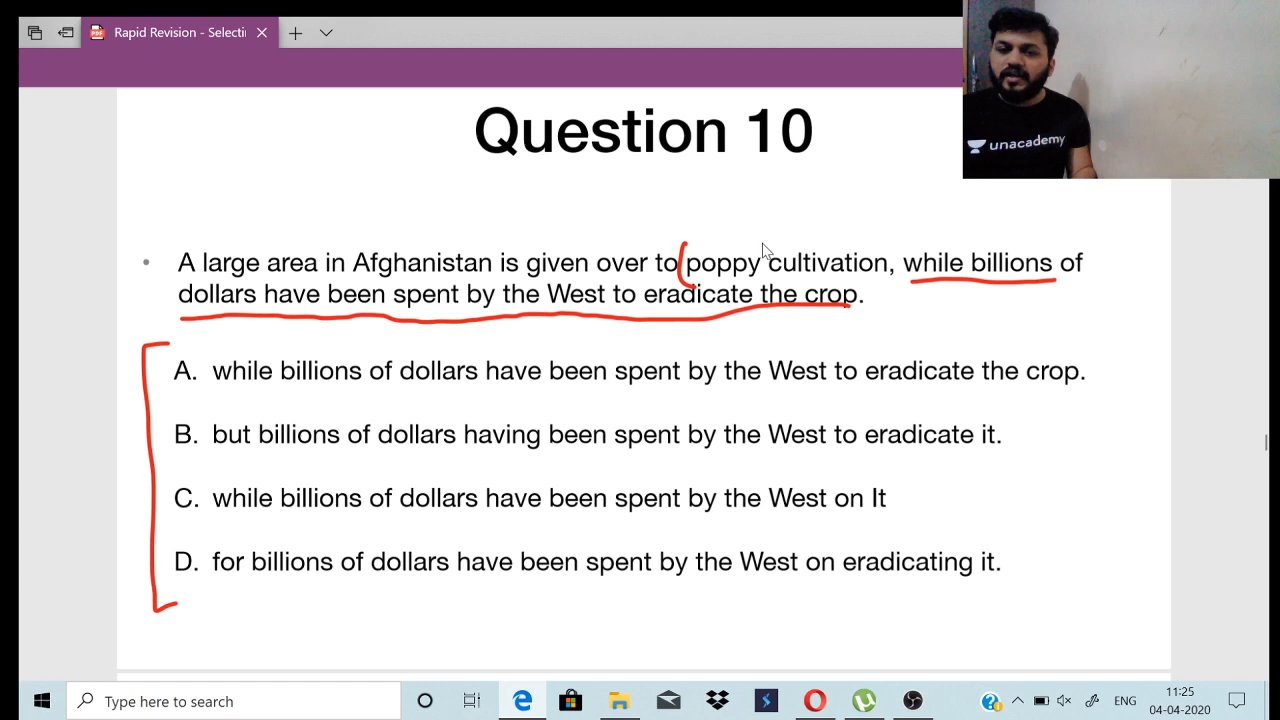 Rapid Revision - Selecti
Question 10
unacademy
• A large area in Afghanistan is given over to poppy cultivation, while billions of
dollars have been spent by the West to eradicate the crop.
A. while billions of dollars have been spent by the West to eradicate the crop.
B. but billions of dollars having been spent by the West to eradicate it.
C. while billions of dollars have been spent by the West on It
D. for billions of dollars have been spent by the West on eradicating it.
Type here to search
ENG
11:25
04-04-2020